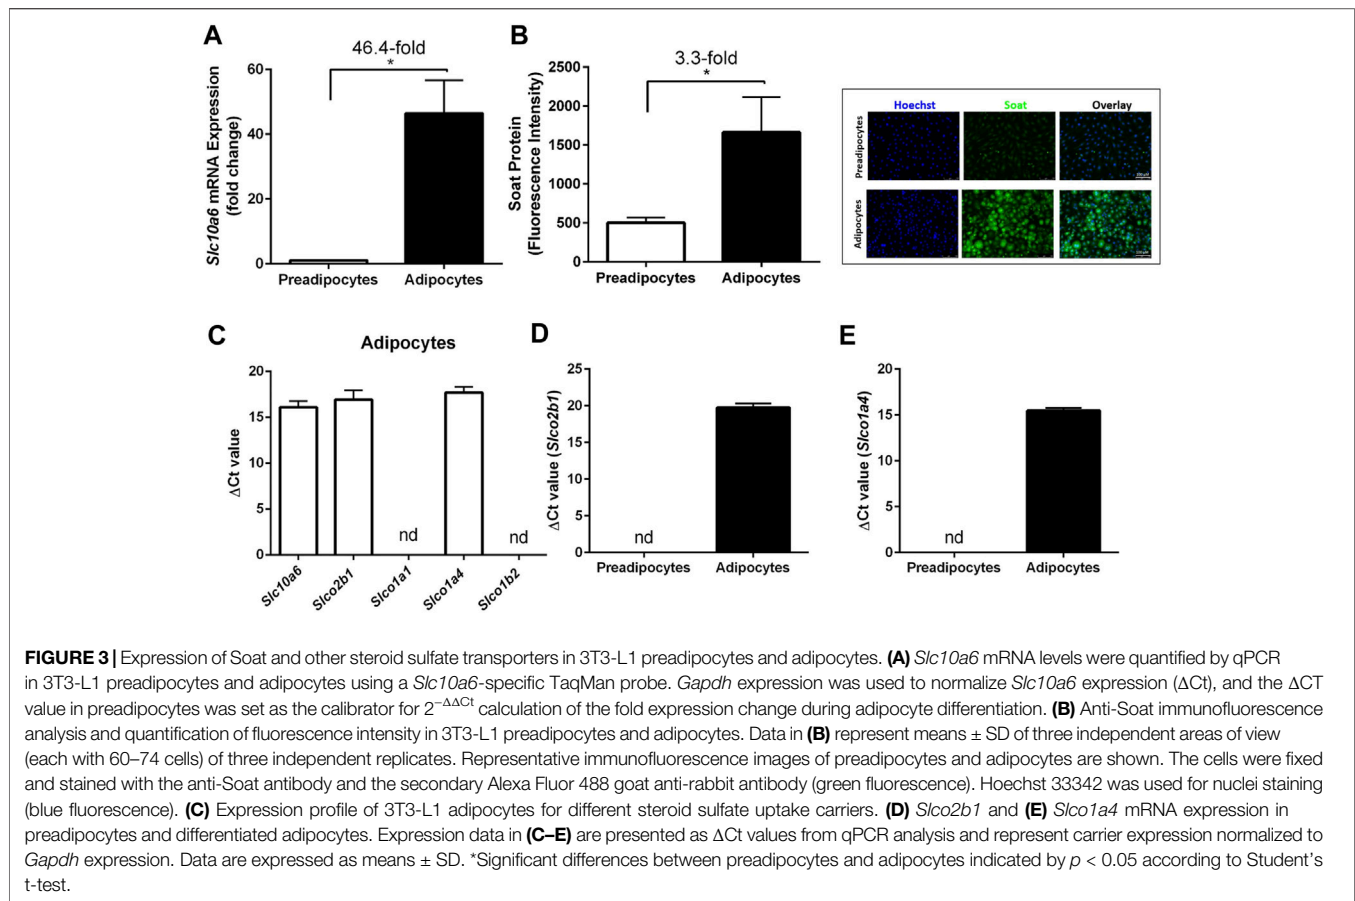 A
46.4-fold
*
Slc10a6 mRNA Expression
(fold change)
60
40
20
0
Preadipocytes
Adipocytes
B
3.3-fold
*
Soat Protein
(Fluorescence Intensity)
2500
2000
1500
1000
500
0
Preadipocytes
Adipocytes
Hoechst
Soat
Overlay
Preadipocytes
Adipocytes
C
Adipocytes
ΔCt value
20
15
10
5
0
nd
nd
Slc10a6
Slco2b1
Slco1a1
Slco1a4
Slco1b2
D
ΔCt value (Slco2b1)
25
20
15
10
5
0
nd
Preadipocytes
Adipocytes
E
ΔCt value (Slco1a4)
20
15
10
5
0
nd
Preadipocytes
Adipocytes
FIGURE 3 | Expression of Soat and other steroid sulfate transporters in 3T3-L1 preadipocytes and adipocytes. (A) Slc10a6 mRNA levels were quantified by qPCR
in 3T3-L1 preadipocytes and adipocytes using a Slc10a6-specific TaqMan probe. Gapdh expression was used to normalize Slc10a6 expression (ΔCt), and the ΔCT
value in preadipocytes was set as the calibrator for 2−ΔΔCt calculation of the fold expression change during adipocyte differentiation. (B) Anti-Soat immunofluorescence
analysis and quantification of fluorescence intensity in 3T3-L1 preadipocytes and adipocytes. Data in (B) represent means ± SD of three independent areas of view
(each with 60–74 cells) of three independent replicates. Representative immunofluorescence images of preadipocytes and adipocytes are shown. The cells were fixed
and stained with the anti-Soat antibody and the secondary Alexa Fluor 488 goat anti-rabbit antibody (green fluorescence). Hoechst 33342 was used for nuclei staining
(blue fluorescence). (C) Expression profile of 3T3-L1 adipocytes for different steroid sulfate uptake carriers. (D) Slco2b1 and (E) Slco1a4 mRNA expression in
preadipocytes and differentiated adipocytes. Expression data in (C–E) are presented as ΔCt values from qPCR analysis and represent carrier expression normalized to
Gapdh expression. Data are expressed as means ± SD. *Significant differences between preadipocytes and adipocytes indicated by p < 0.05 according to Student's
t-test.